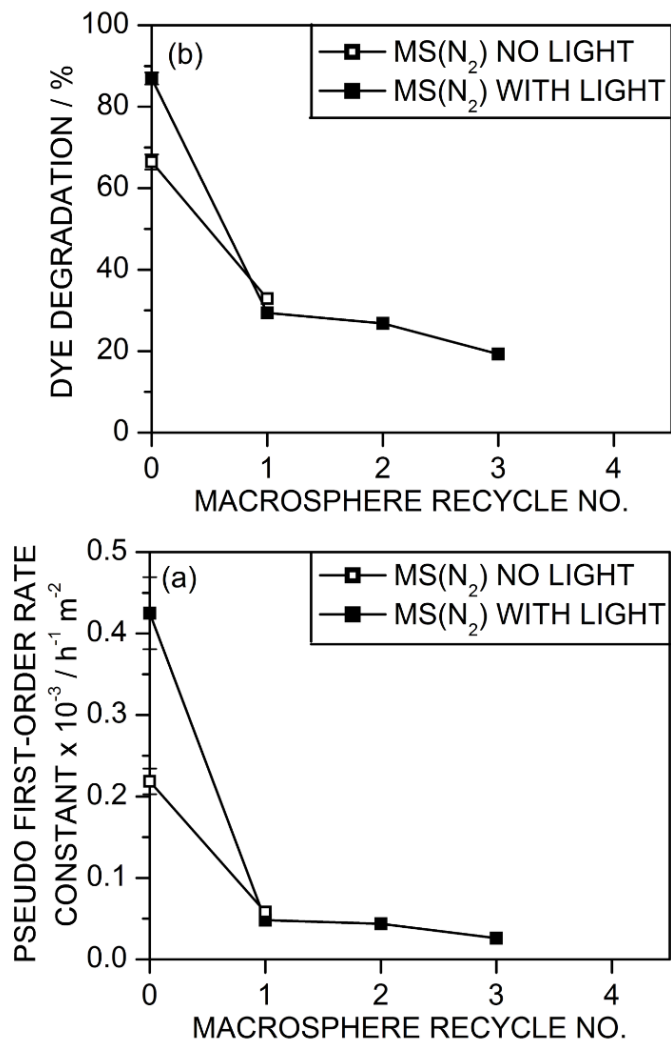 100
80
60
40
20
0
DYE DEGRADATION / %
(b)
MS(N₂) NO LIGHT
MS(N₂) WITH LIGHT
0 1 2 3 4
MACROSPHERE RECYCLE NO.
0.5
0.4
0.3
0.2
0.1
0.0
PSEUDO FIRST-ORDER RATE
CONSTANT x 10⁻³ / h⁻¹ m⁻²
(a)
MS(N₂) NO LIGHT
MS(N₂) WITH LIGHT
0 1 2 3 4
MACROSPHERE RECYCLE NO.